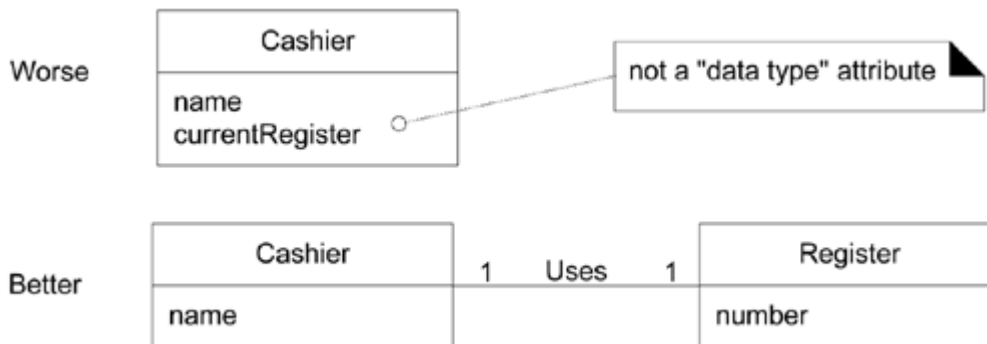 Worse
Cashier
name
currentRegister
not a "data type" attribute
Better
Cashier
name
1 Uses 1
Register
number